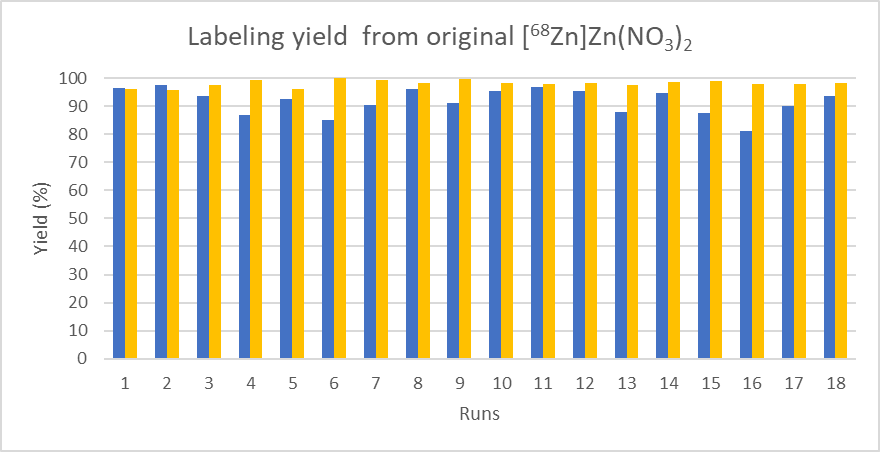 Labeling yield from original [⁶⁸Zn]Zn(NO₃)₂
Yield (%)
100
90
80
70
60
50
40
30
20
10
0
1 2 3 4 5 6 7 8 9 10 11 12 13 14 15 16 17 18
Runs